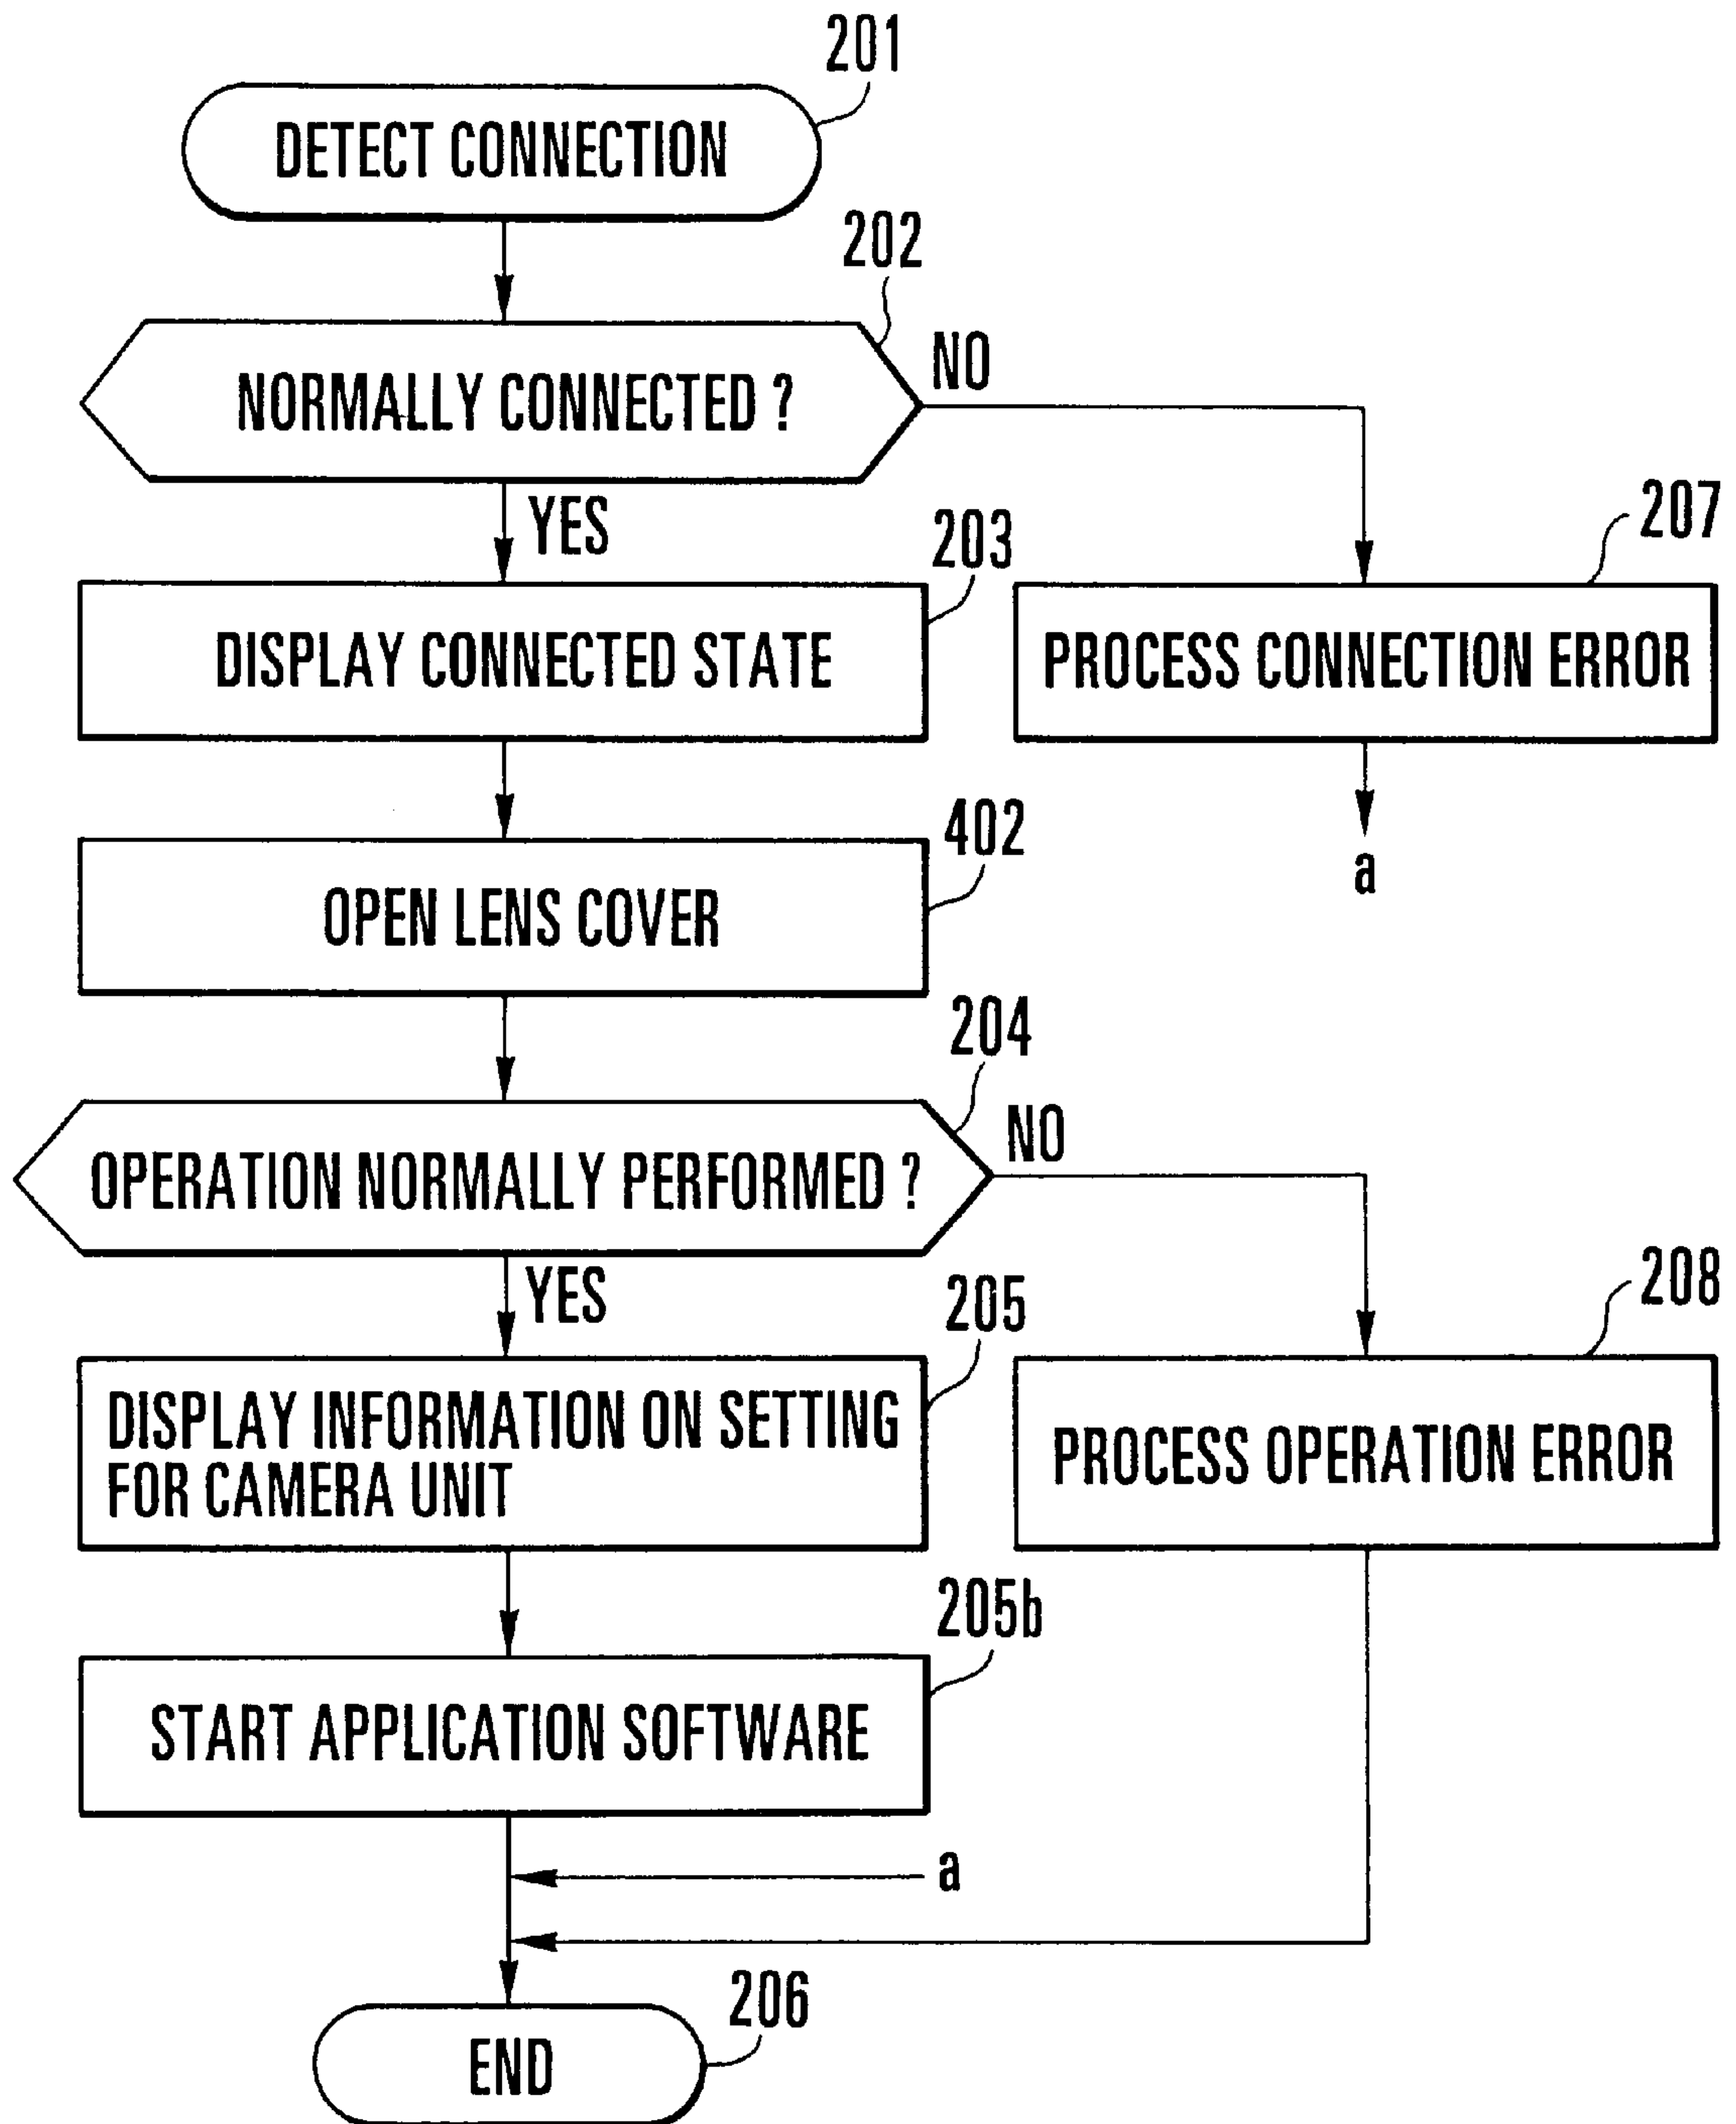 201
DETECT CONNECTION
202
NORMALLY CONNECTED ?
NO
YES
203
207
DISPLAY CONNECTED STATE
PROCESS CONNECTION ERROR
402
a
OPEN LENS COVER
204
OPERATION NORMALLY PERFORMED ?
NO
YES
205
208
DISPLAY INFORMATION ON SETTING
FOR CAMERA UNIT
PROCESS OPERATION ERROR
205b
START APPLICATION SOFTWARE
a
206
END